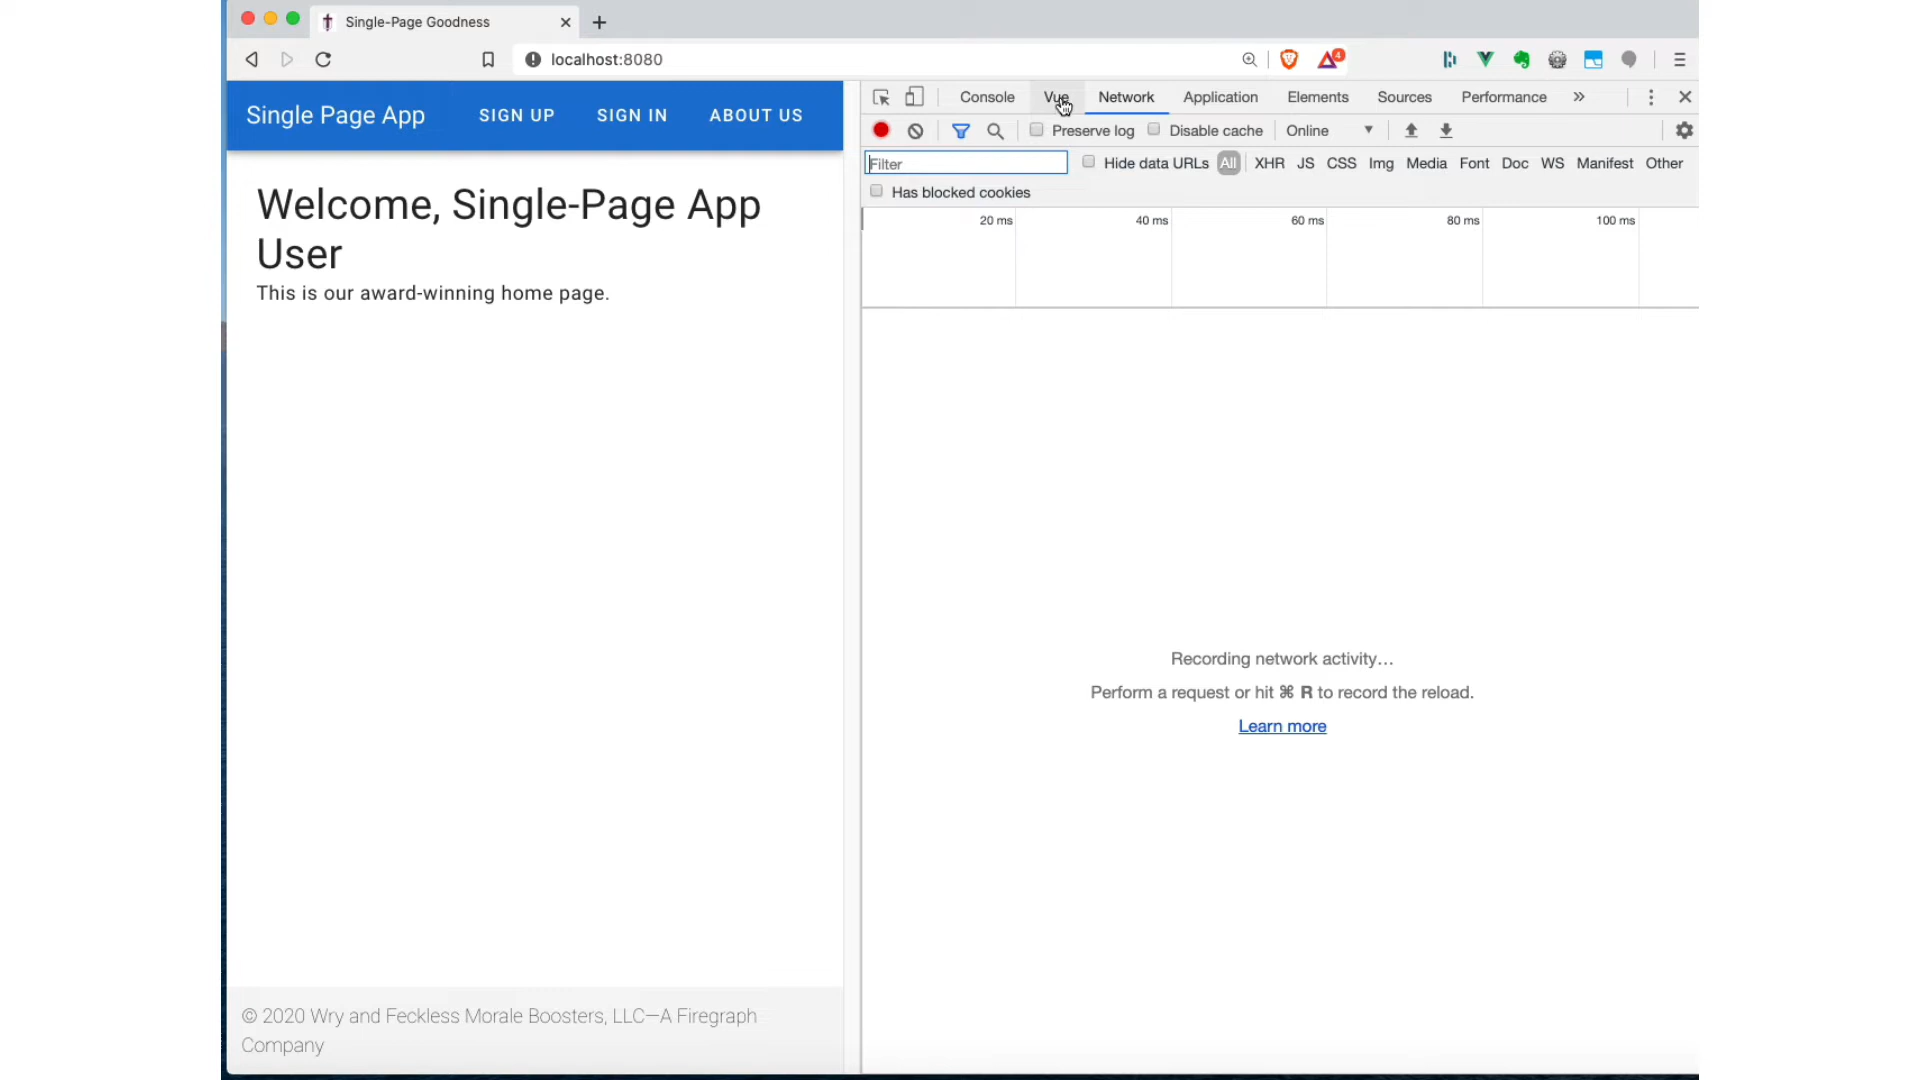 Single-Page Goodness
localhost:8080
4
Single Page App SIGN UP SIGN IN ABOUT US
Welcome, Single-Page App
User
This is our award-winning home page.
© 2020 Wry and Feckless Morale Boosters, LLC—A Firegraph
Company
Console Vue Network Application Elements Sources Performance »
Preserve log Disable cache Online
Filter Hide data URLs All XHR JS CSS Img Media Font Doc WS Manifest Other
Has blocked cookies
20 ms 40 ms 60 ms 80 ms 100 ms
Recording network activity…
Perform a request or hit ⌘ R to record the reload.
Learn more